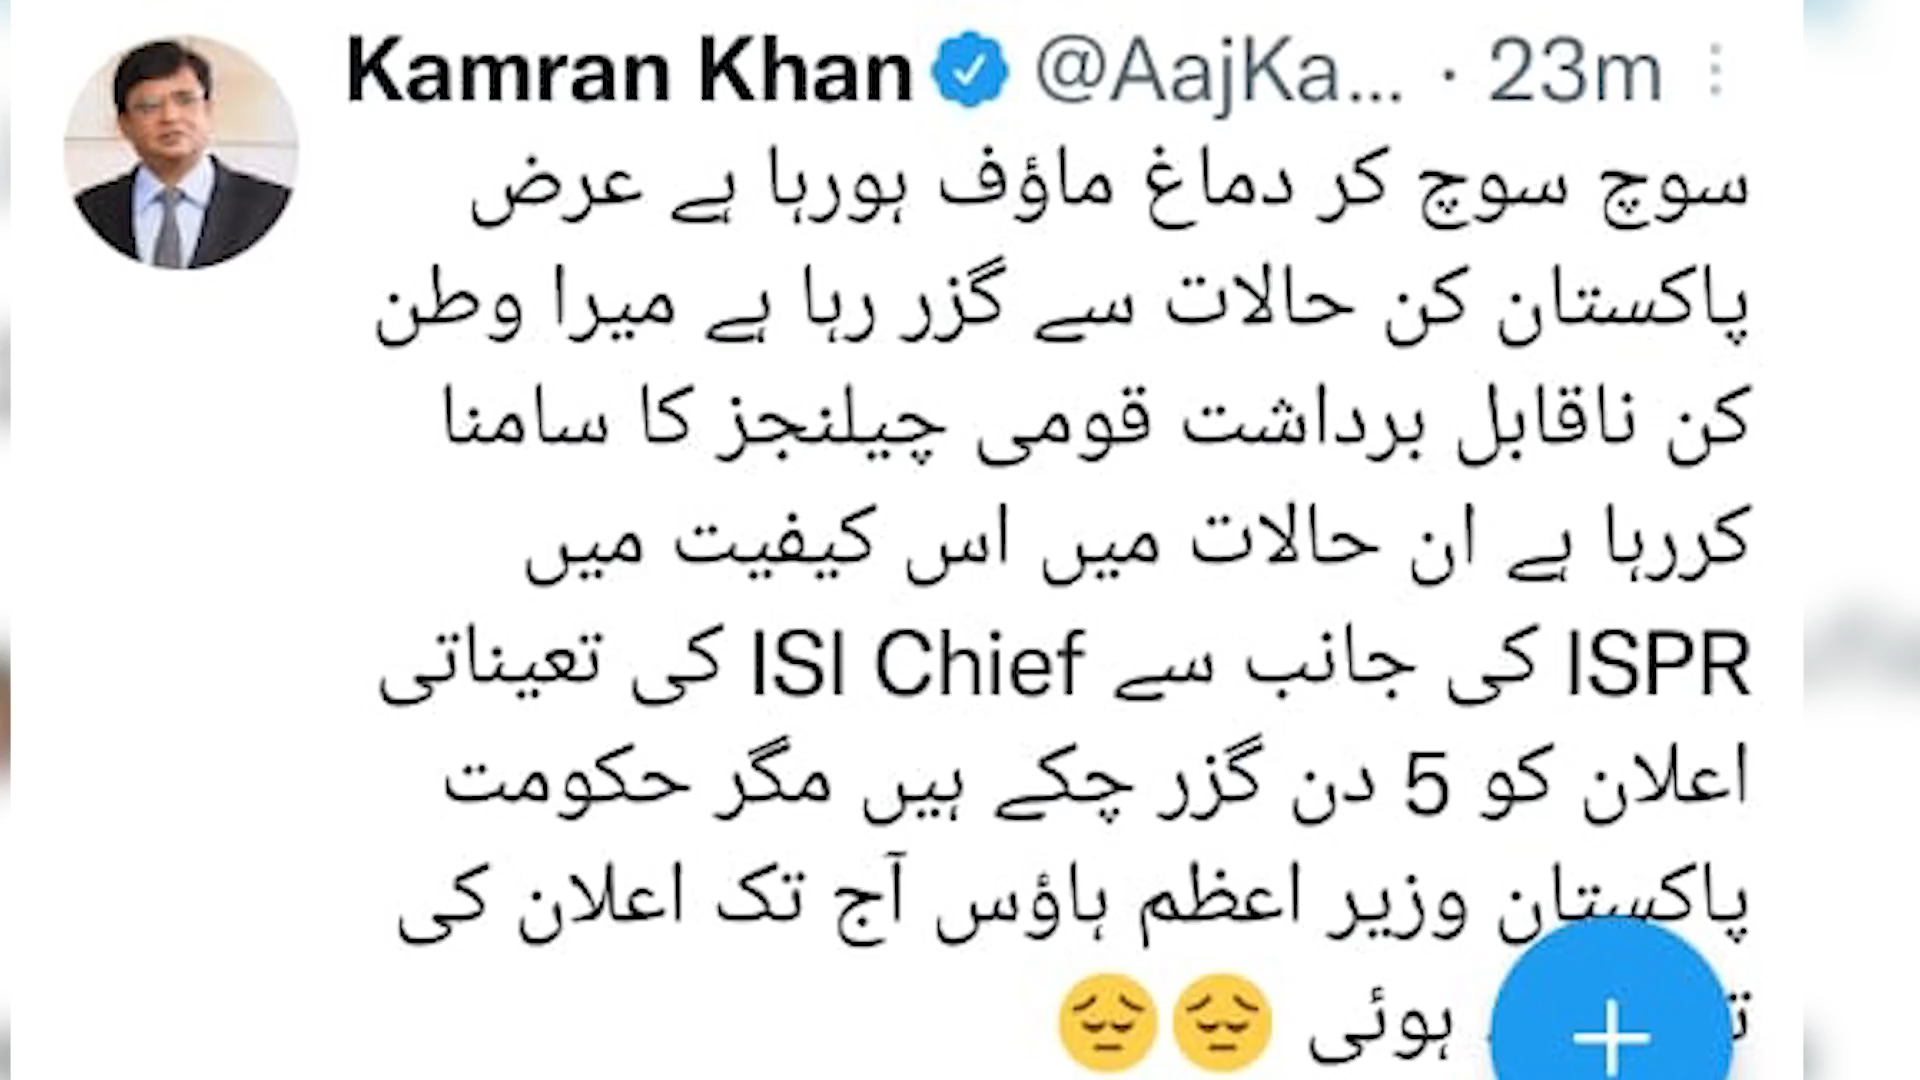 Kamran Khan @AajKa... · 23m
سوچ سوچ کر دماغ ماؤف ہورہا ہے عرض
پاکستان کن حالات سے گزر رہا ہے میرا وطن
کن ناقابل برداشت قومی چیلنجز کا سامنا
کررہا ہے ان حالات میں اس کیفیت میں
ISPR کی جانب سے ISI Chief کی تعیناتی
اعلان کو 5 دن گزر چکے ہیں مگر حکومت
پاکستان وزیر اعظم ہاؤس آج تک اعلان کی
ہوئی 😔😔